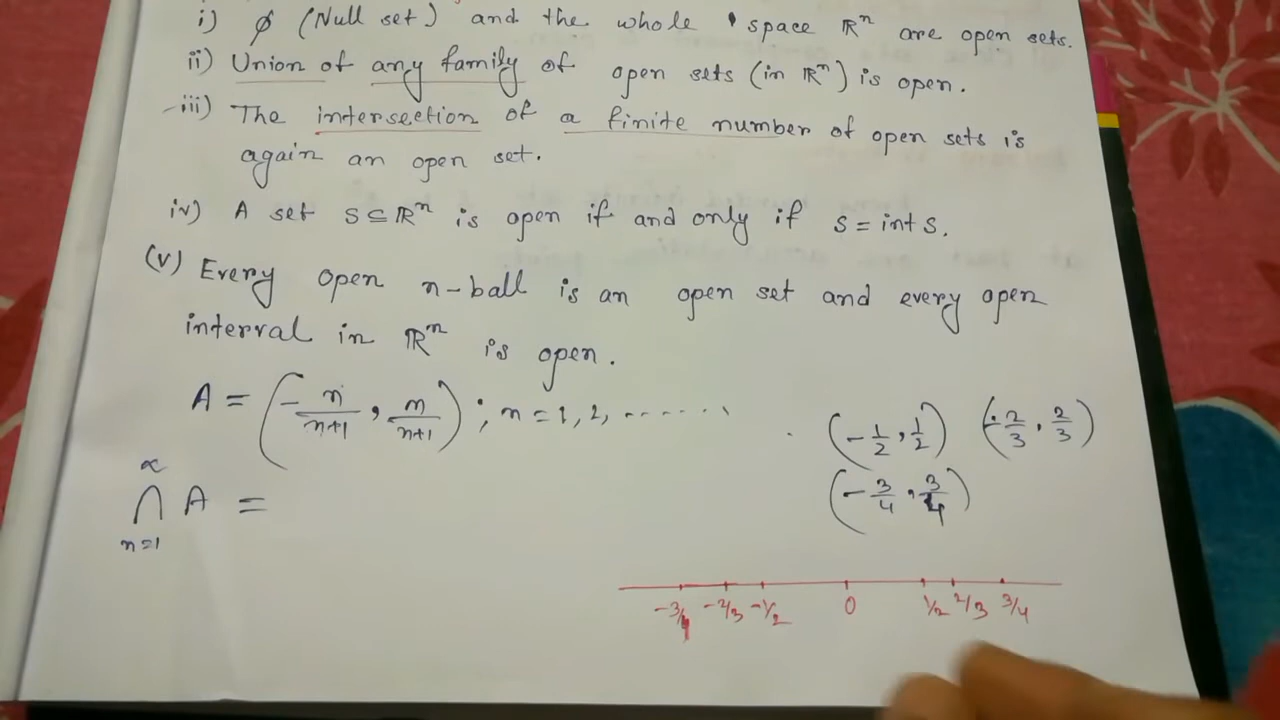 i) ∅ (Null set) and the whole space ℝⁿ are open sets.
ii) Union of any family of open sets (in ℝⁿ) is open.
iii) The intersection of a finite number of open sets is
again an open set.
iv) A set S ⊆ ℝⁿ is open if and only if S = int S.
(v) Every open n-ball is an open set and every open
interval in ℝⁿ is open.
A = (-n/n+1, n/n+1) ; n = 1, 2, .......
(-1/2, 1/2) (-2/3, 2/3)
(-3/4, 3/4)
∞
∩ A =
n=1
-3/4 -2/3 -1/2 0 1/2 2/3 3/4